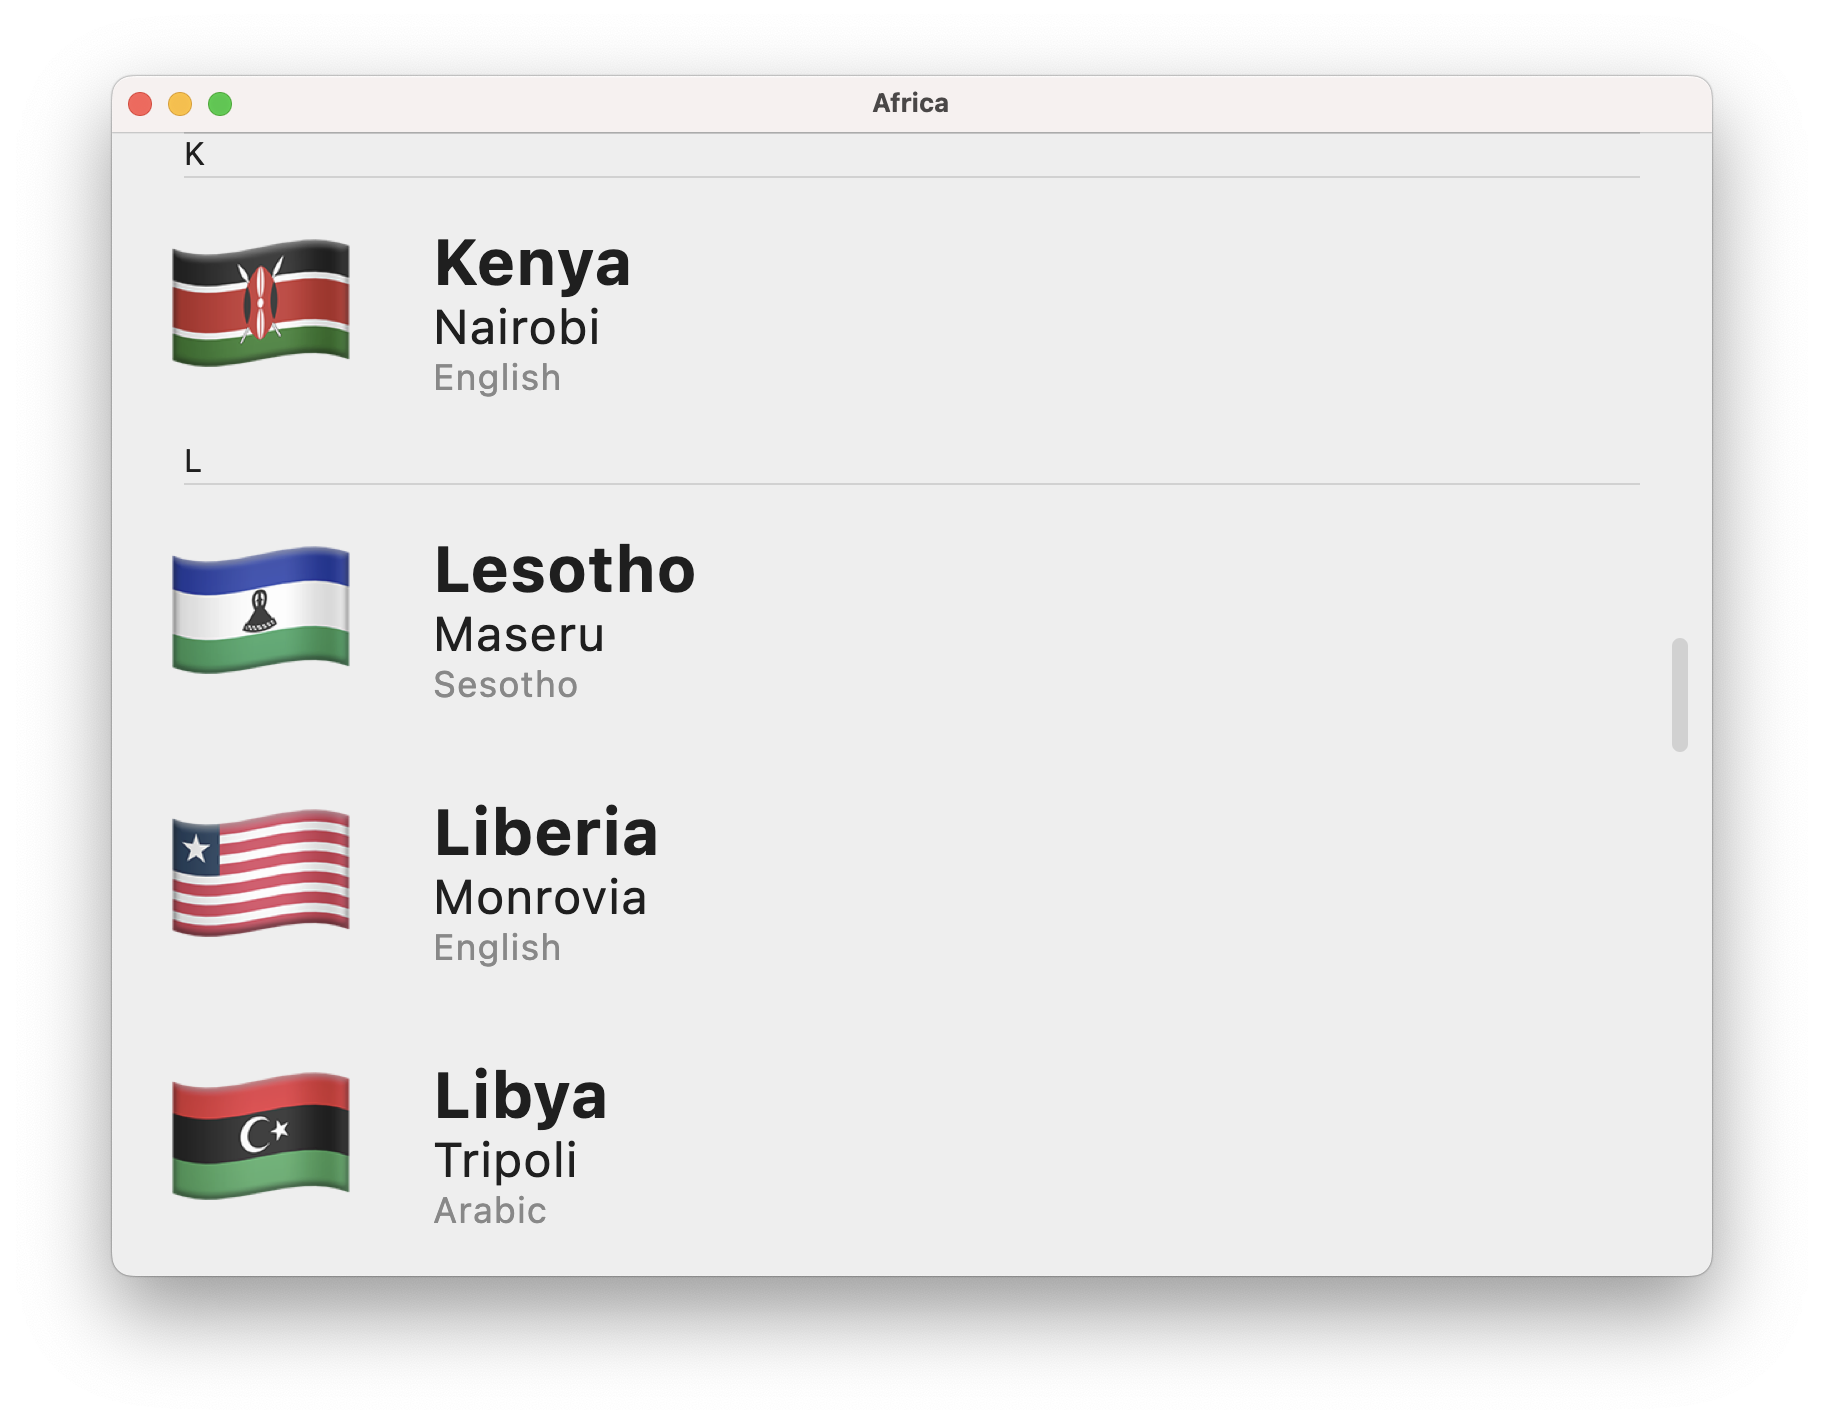 Africa
K
Kenya
Nairobi
English
L
Lesotho
Maseru
Sesotho
Liberia
Monrovia
English
Libya
Tripoli
Arabic